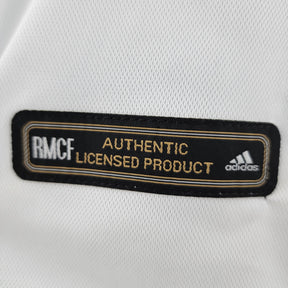 RMCF
AUTHENTIC
LICENSED PRODUCT
adidas